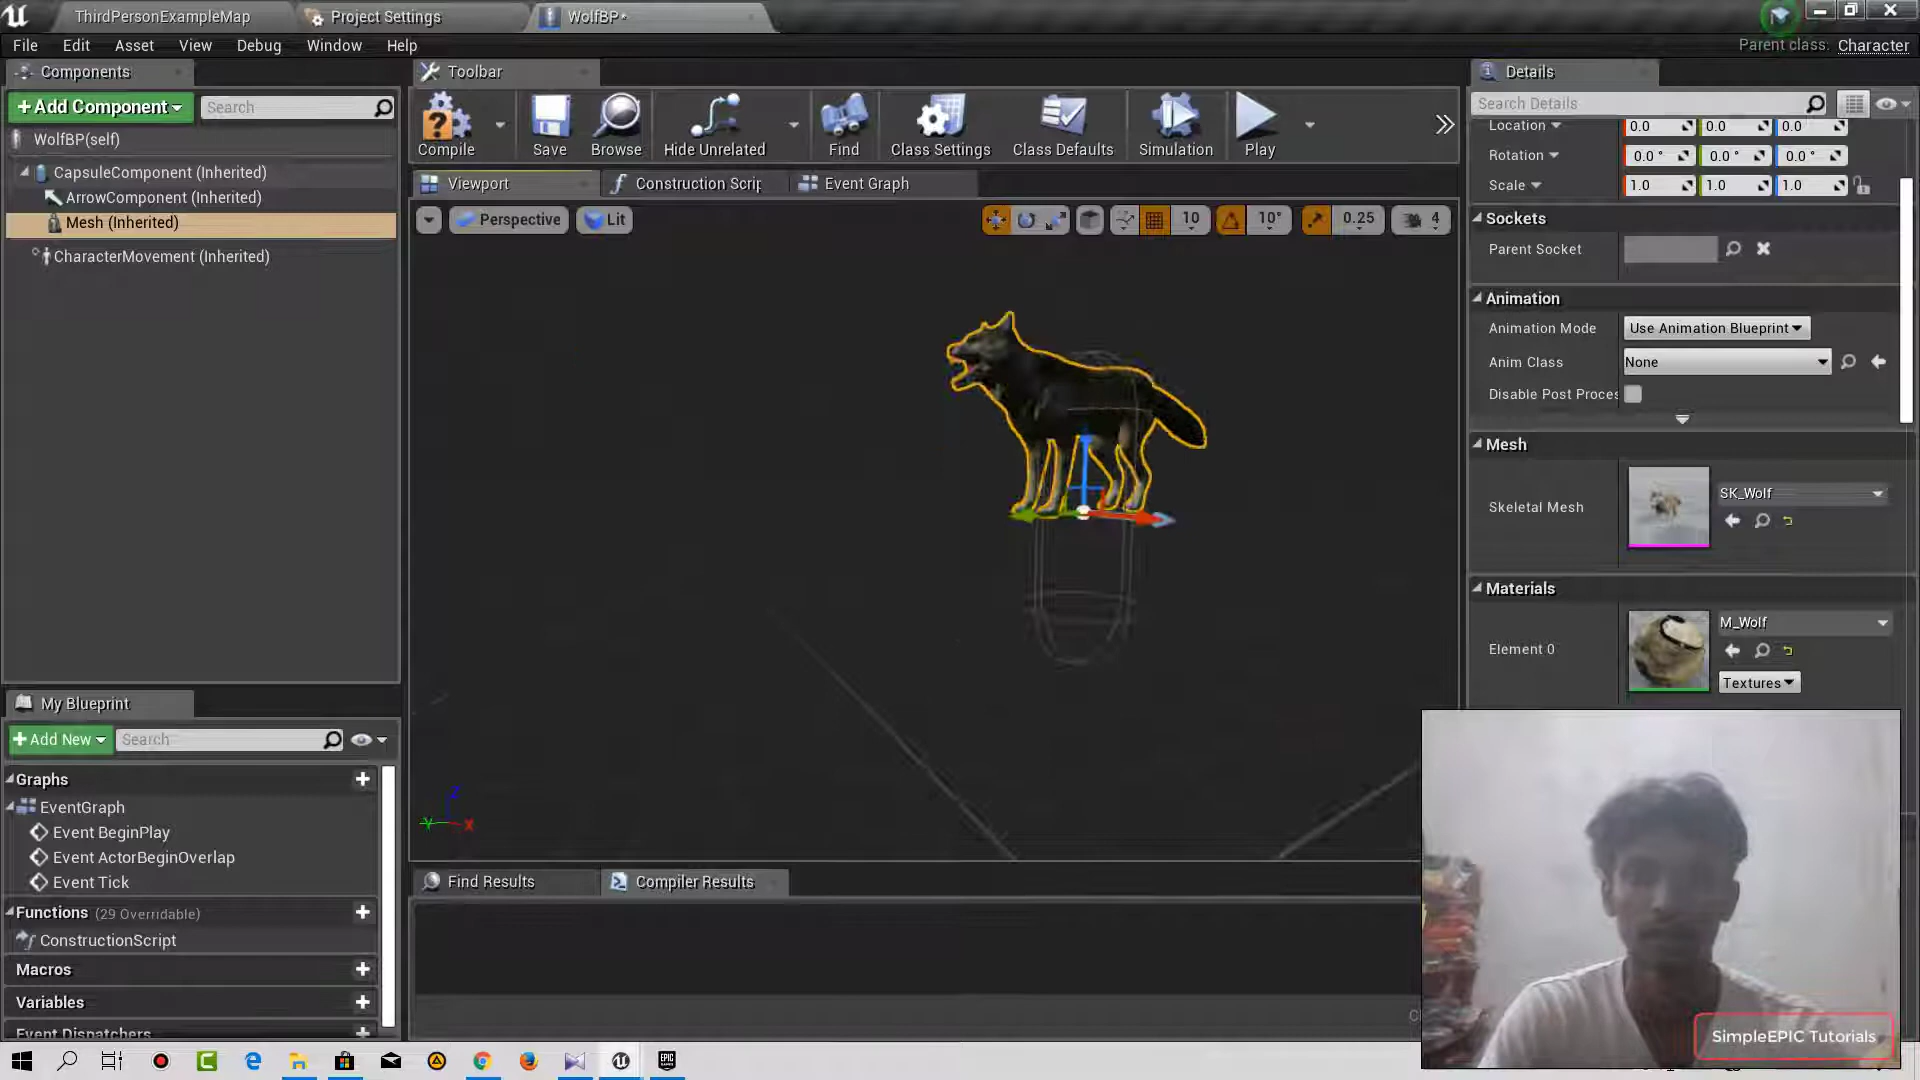 ThirdPersonExampleMap
Project Settings
WolfBP*
File Edit Asset View Debug Window Help
Parent class: Character
Components
Toolbar
Details
+Add Component
Search
Search Details
Compile
Save
Browse
Hide Unrelated
Find
Class Settings
Class Defaults
Simulation
Play
WolfBP(self)
CapsuleComponent (Inherited)
ArrowComponent (Inherited)
Mesh (Inherited)
CharacterMovement (Inherited)
Viewport
Construction Scrip
Event Graph
Perspective
Lit
10
10°
0.25
4
Location 0.0 0.0 0.0
Rotation 0.0 ° 0.0 ° 0.0 °
Scale 1.0 1.0 1.0
Sockets
Parent Socket
Animation
Animation Mode Use Animation Blueprint
Anim Class None
Disable Post Proces
Mesh
Skeletal Mesh SK_Wolf
Materials
Element 0 M_Wolf
Textures
Z
Y
X
My Blueprint
+Add New
Search
Graphs
EventGraph
Event BeginPlay
Event ActorBeginOverlap
Event Tick
Functions (29 Overridable)
ConstructionScript
Macros
Variables
Event Dispatchers
Find Results
Compiler Results
SimpleEPIC Tutorials
EPIC